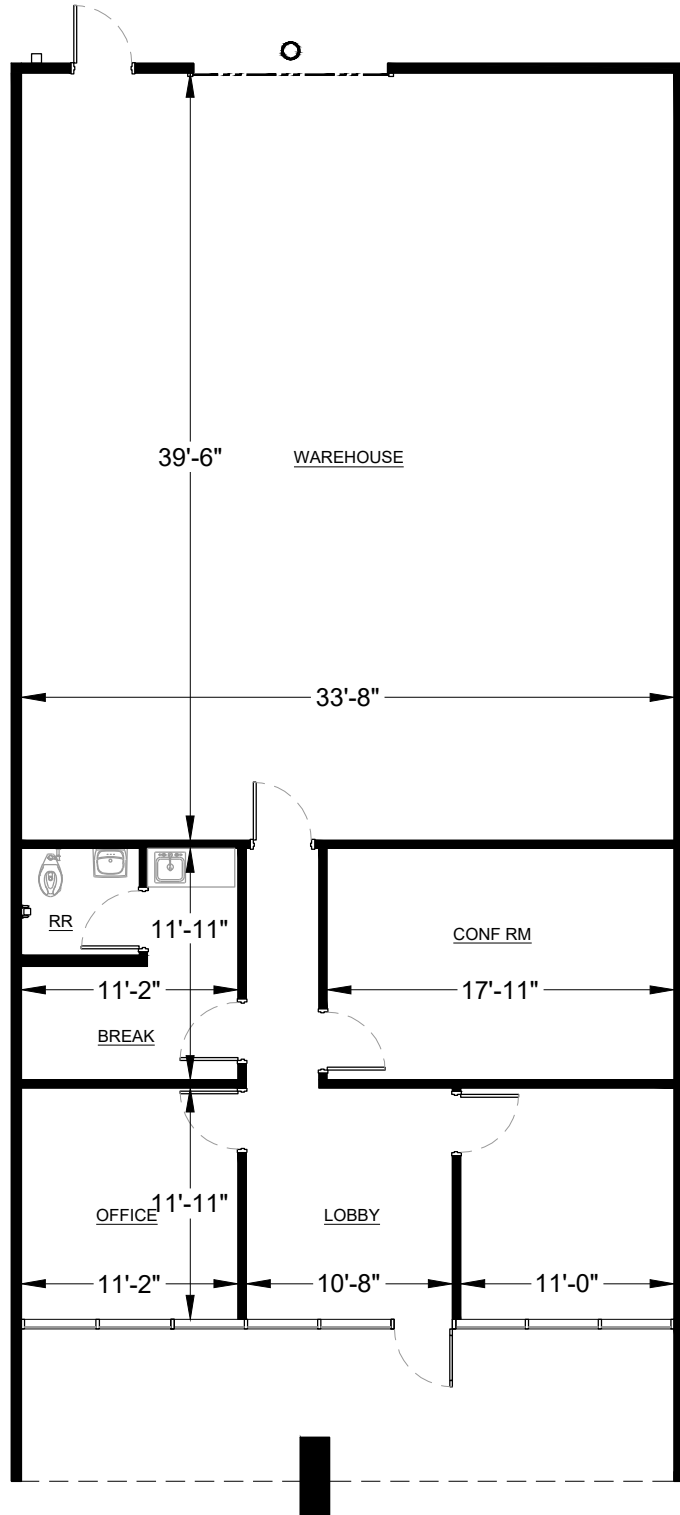 39'-6"
WAREHOUSE
33'-8"
RR
11'-11"
CONF RM
11'-2"
17'-11"
BREAK
OFFICE
11'-11"
LOBBY
11'-2"
10'-8"
11'-0"